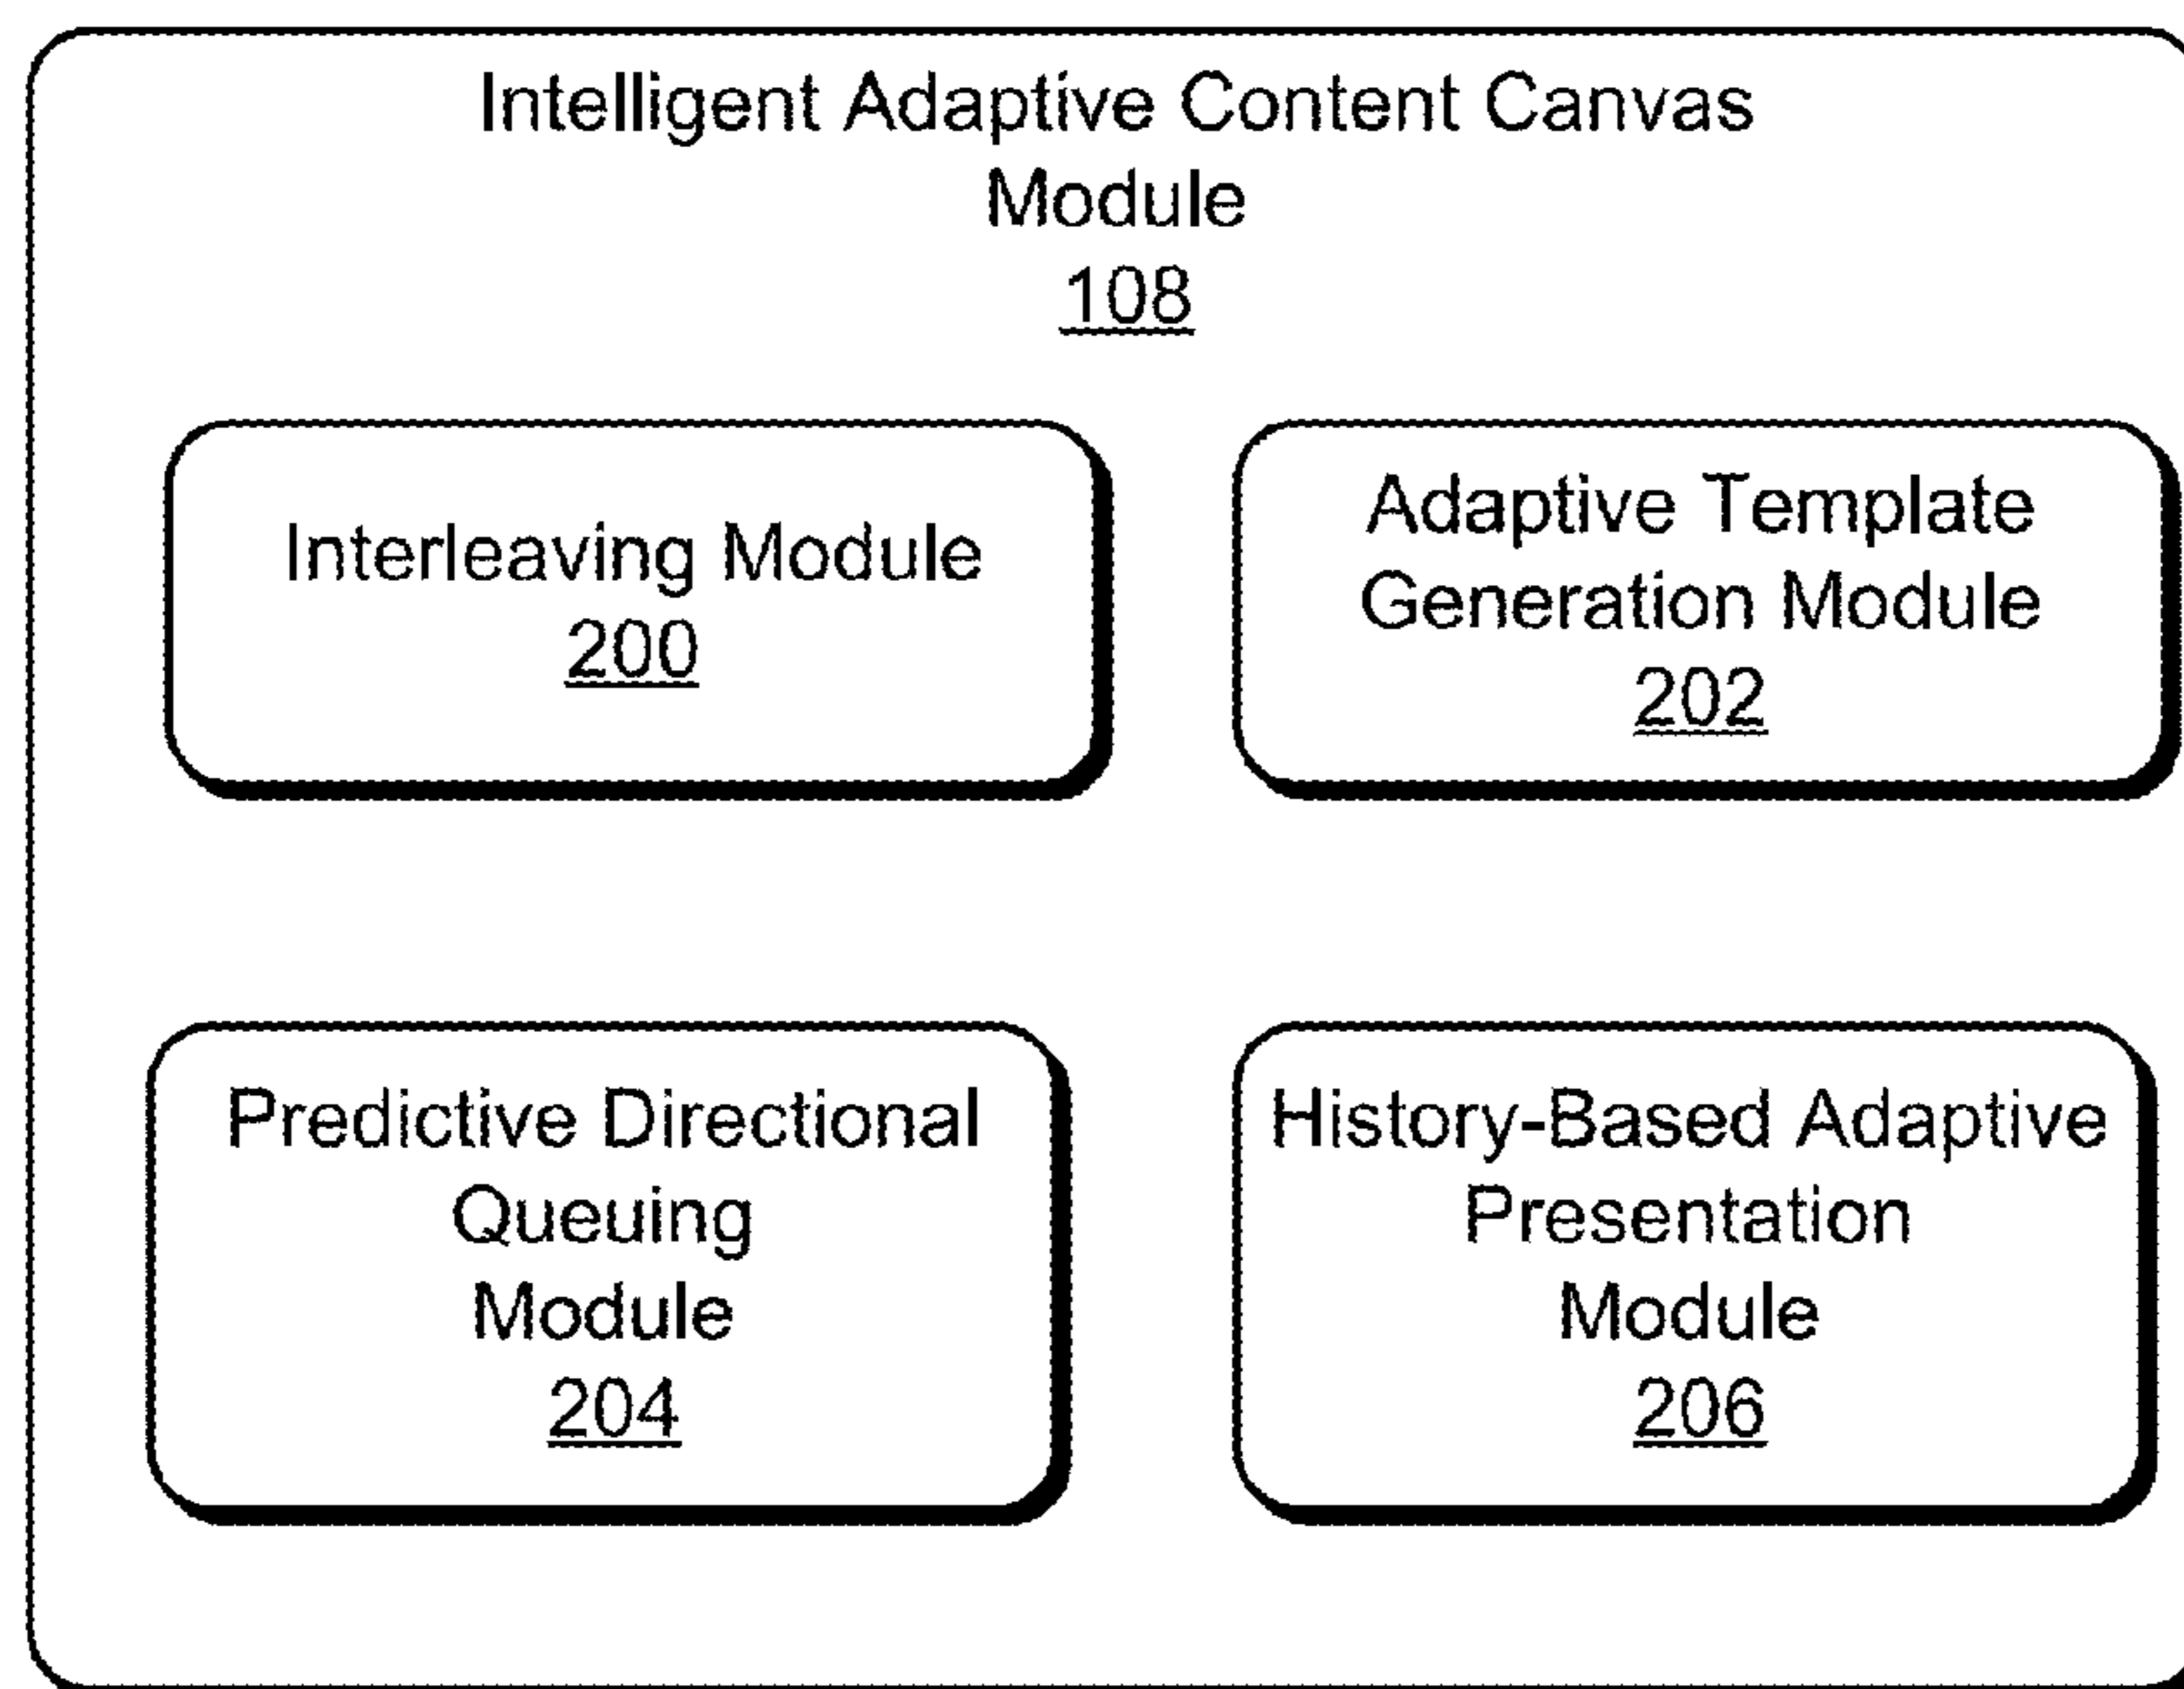 Intelligent Adaptive Content Canvas
Module
108
Interleaving Module
200
Adaptive Template
Generation Module
202
Predictive Directional
Queuing
Module
204
History-Based Adaptive
Presentation
Module
206